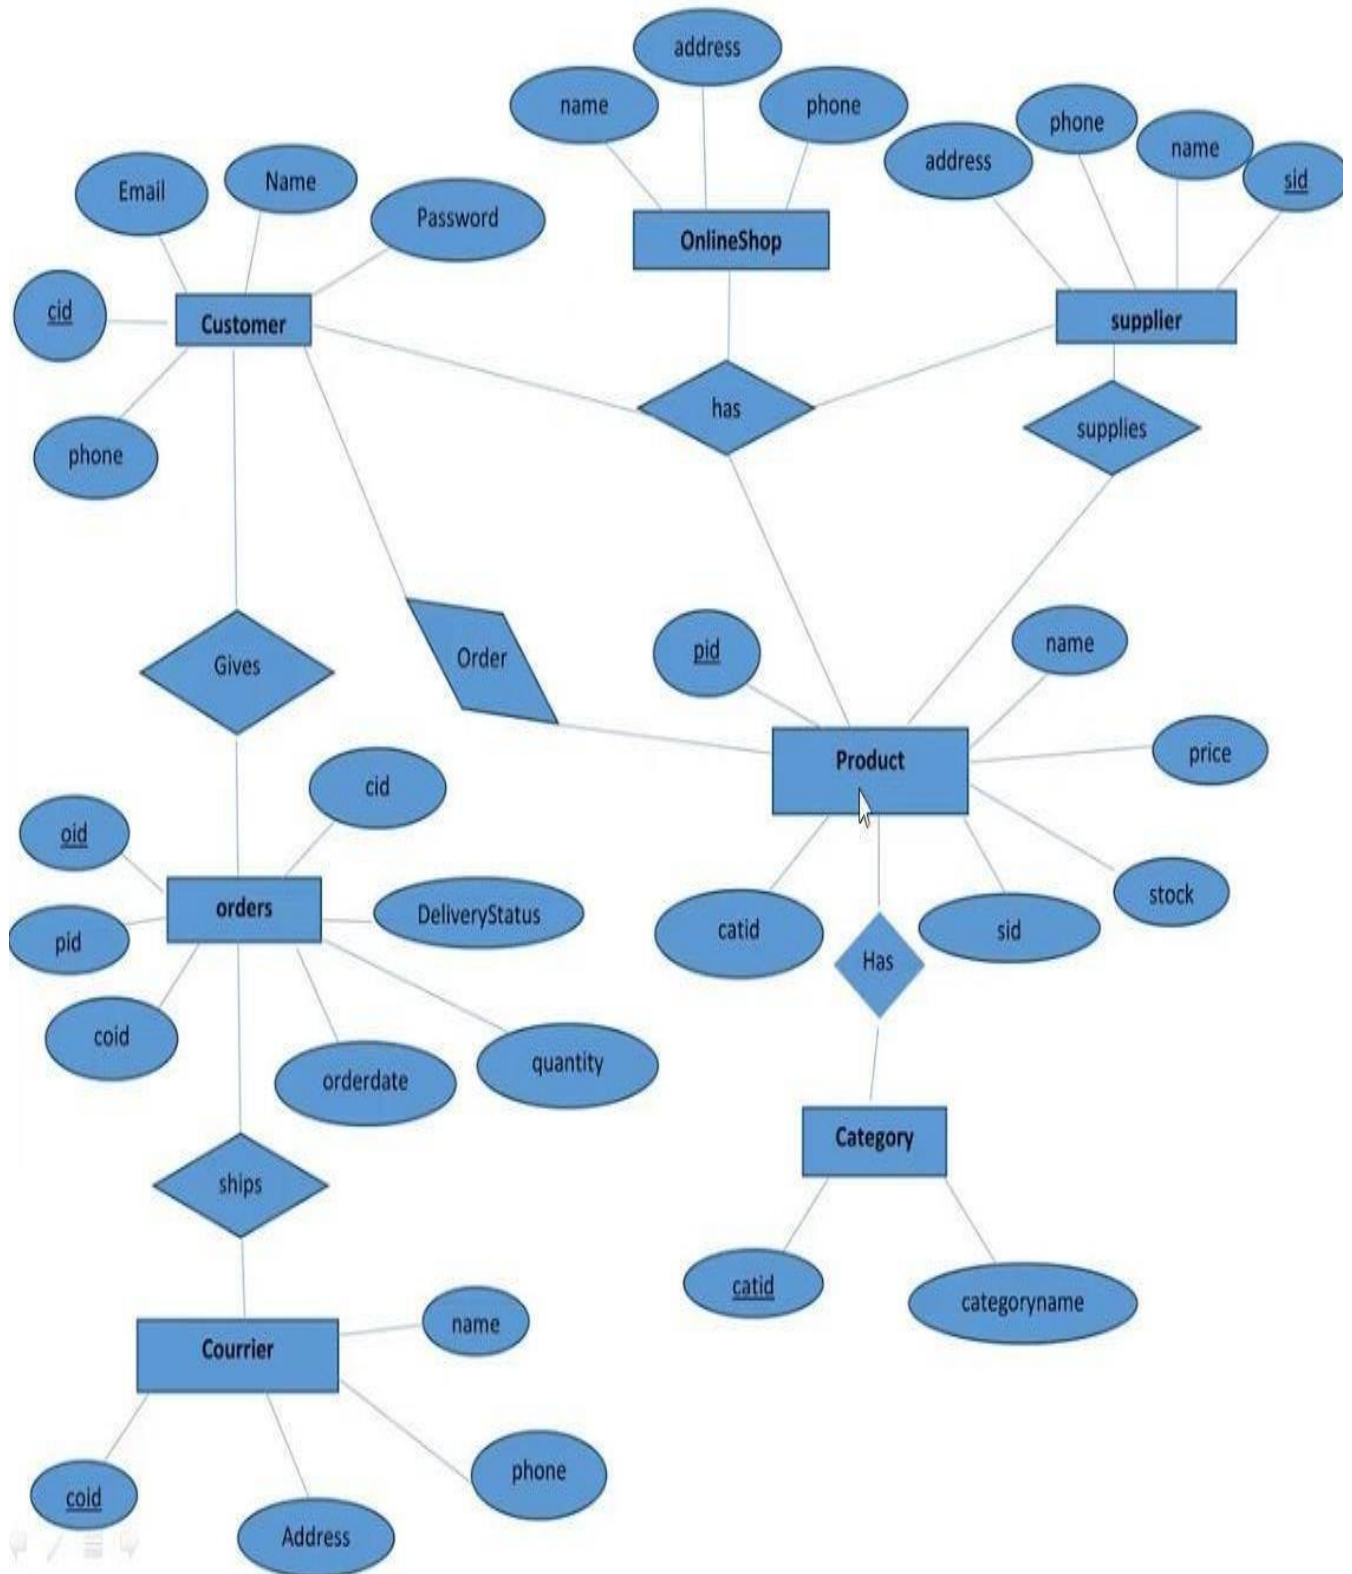 address
name
phone
phone
address
name
sid
Email
Name
Password
OnlineShop
cid
Customer
supplier
has
supplies
phone
Gives
Order
pid
name
Product
price
cid
oid
orders
DeliveryStatus
pid
catid
Has
sid
stock
coid
orderdate
quantity
Category
ships
catid
categoryname
Courrier
name
coid
Address
phone